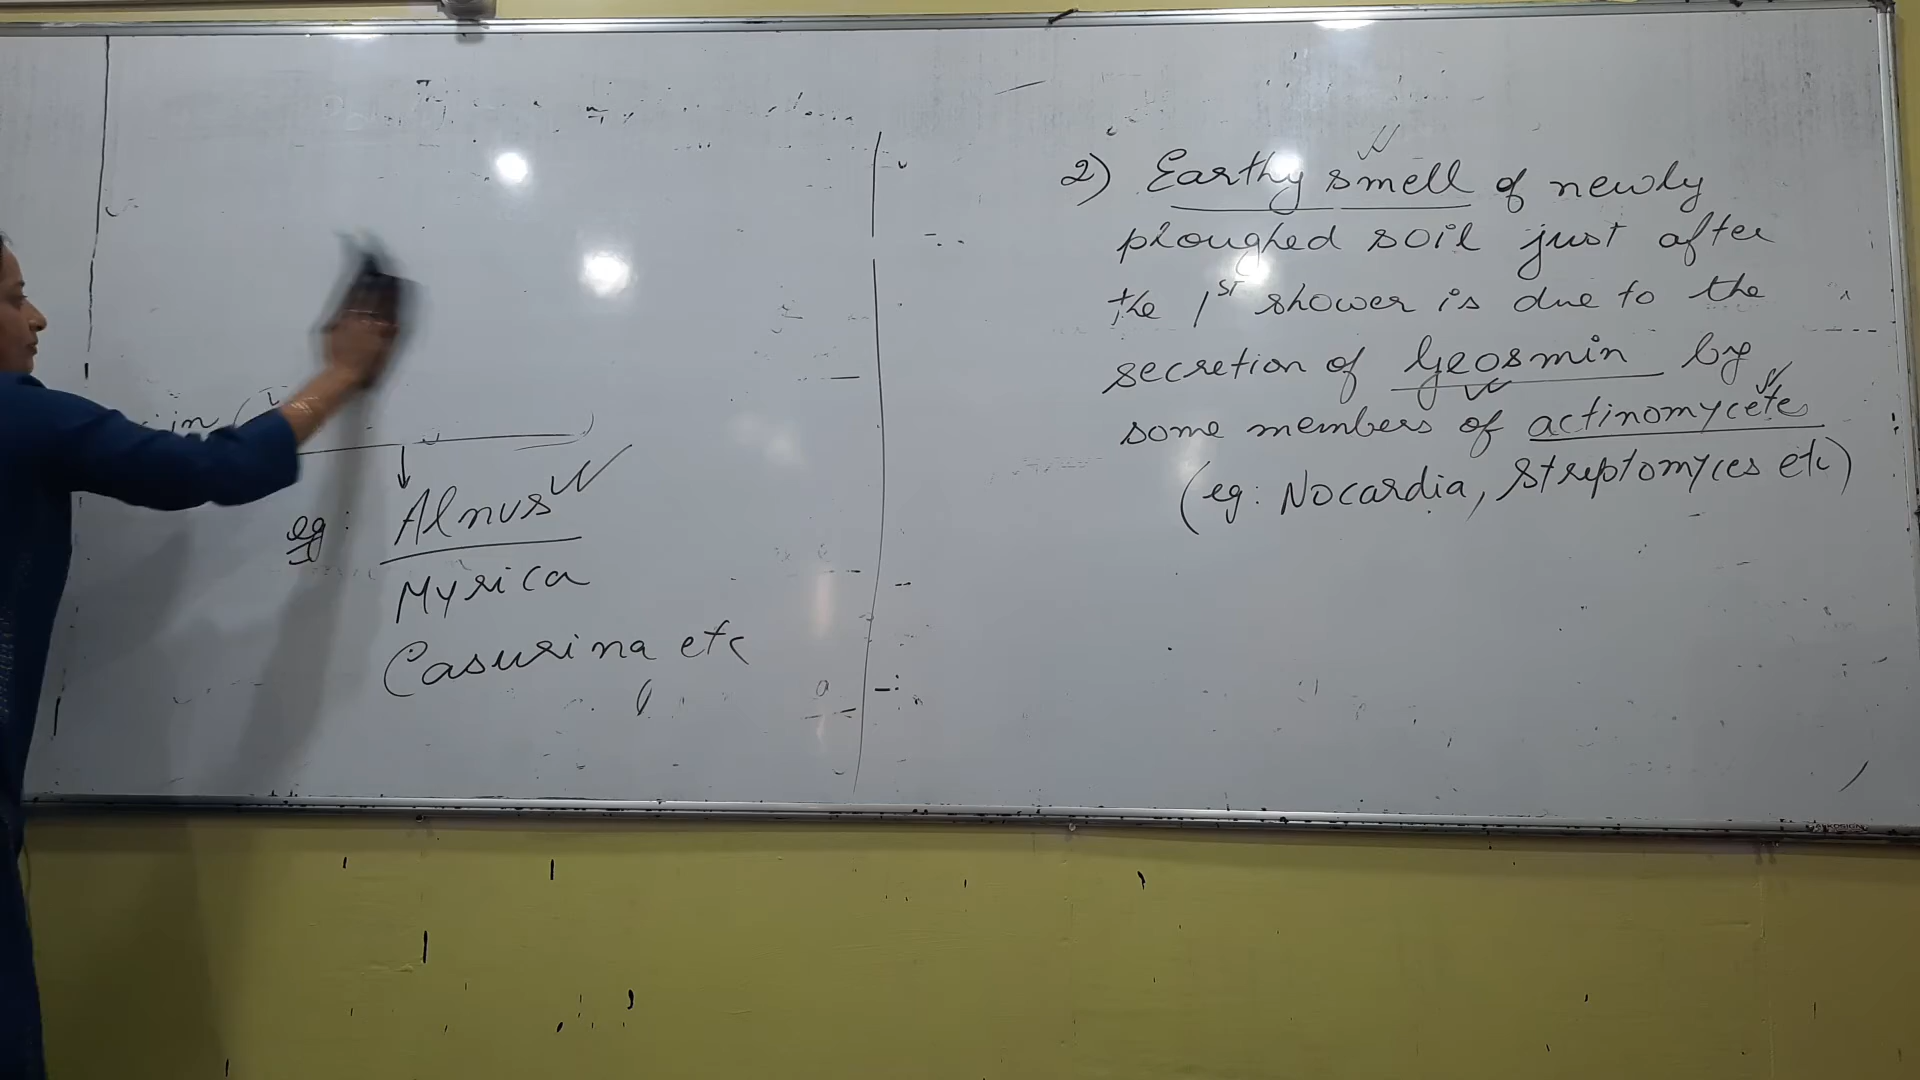 in (
eg: Alnus
Myrica
Casurina etc
2) Earthy smell of newly
ploughed soil just after
the 1st shower is due to the
secretion of Geosmin by
some members of actinomycete
(eg: Nocardia, Streptomyces etc)